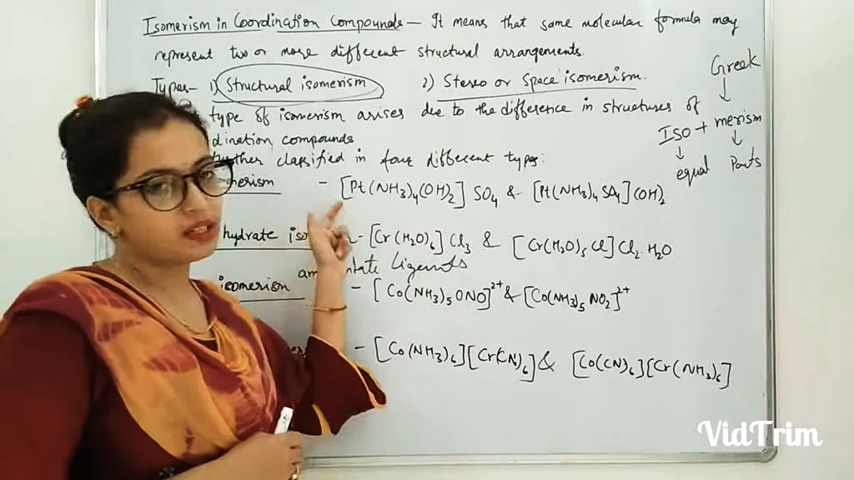 Isomerism in Coordination Compounds - It means that same molecular formula may
represent two or more different structural arrangements.
Types - 1) Structural isomerism 2) Stereo or Space isomerism.
type of isomerism arises due to the difference in structures of
dination compounds
further classified in four different types:
merism - [Pt(NH3)4(OH)2] SO4 & [Pt(NH3)4 SO4](OH)2
hydrate iso - [Cr(H2O)6] Cl3 & [Cr(H2O)5 Cl] Cl2 H2O
Ligands
isomerism - [Co(NH3)5 ONO]2+ & [Co(NH3)5 NO2]2+
- [Co(NH3)6][Cr(CN)6] & [Co(CN)6][Cr(NH3)6]
Greek
ISO + merism
equal Parts
VidTrim